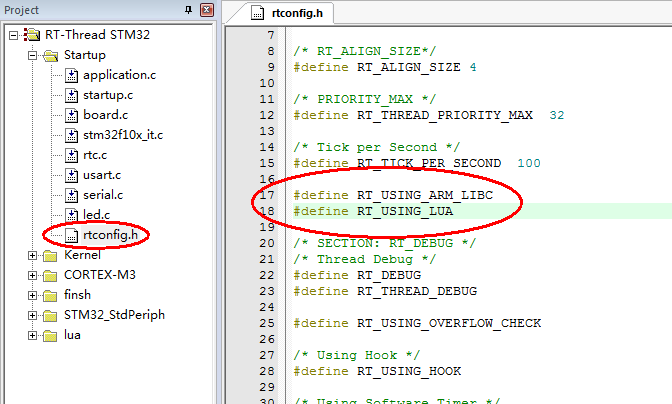 Project
RT-Thread STM32
Startup
application.c
startup.c
board.c
stm32f10x_it.c
rtc.c
usart.c
serial.c
led.c
rtconfig.h
Kernel
CORTEX-M3
finsh
STM32_StdPeriph
lua
rtconfig.h
7
8 /* RT_ALIGN_SIZE*/
9 #define RT_ALIGN_SIZE 4
10
11 /* PRIORITY_MAX */
12 #define RT_THREAD_PRIORITY_MAX 32
13
14 /* Tick per Second */
15 #define RT_TICK_PER_SECOND 100
16
17 #define RT_USING_ARM_LIBC
18 #define RT_USING_LUA
19
20 /* SECTION: RT_DEBUG */
21 /* Thread Debug */
22 #define RT_DEBUG
23 #define RT_THREAD_DEBUG
24
25 #define RT_USING_OVERFLOW_CHECK
26
27 /* Using Hook */
28 #define RT_USING_HOOK
29
30 /* Using Software Timer */